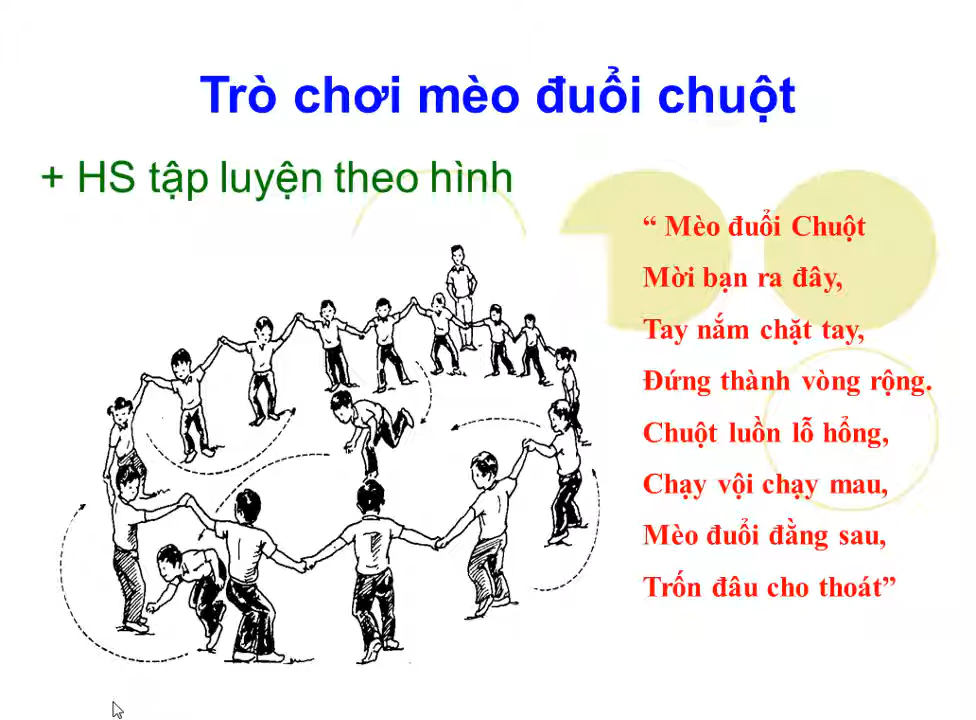 Trò chơi mèo đuổi chuột
+ HS tập luyện theo hình
“ Mèo đuổi Chuột
Mời bạn ra đây,
Tay nắm chặt tay,
Đứng thành vòng rộng.
Chuột luồn lỗ hổng,
Chạy vội chạy mau,
Mèo đuổi đằng sau,
Trốn đâu cho thoát”